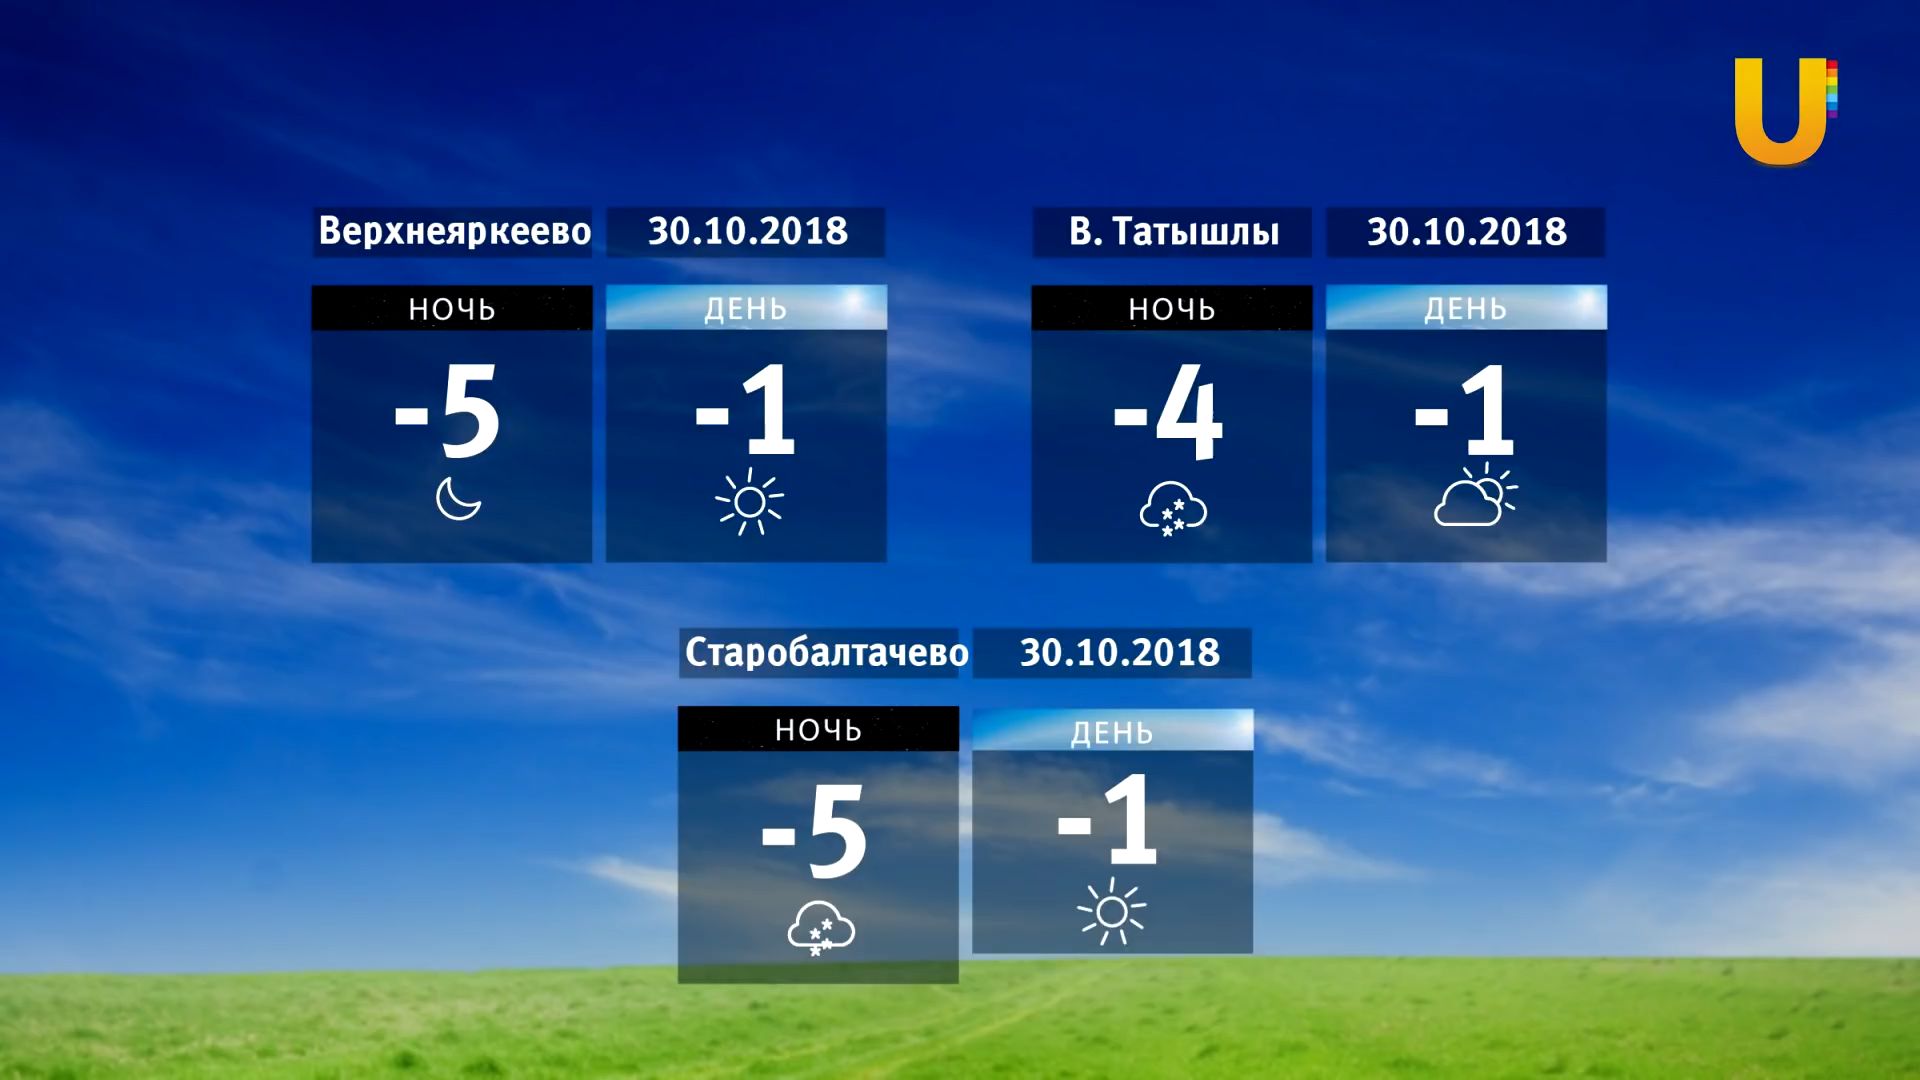 U
Верхнеяркеево 30.10.2018
НОЧЬ ДЕНЬ
-5 -1
В. Татышлы 30.10.2018
НОЧЬ ДЕНЬ
-4 -1
Старобалтачево 30.10.2018
НОЧЬ ДЕНЬ
-5 -1